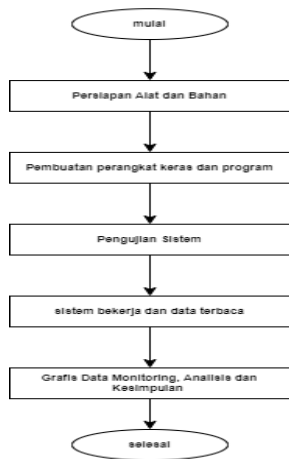 mulai
Persiapan Alat dan Bahan
Pembuatan perangkat keras dan program
Pengujian Sistem
sistem bekerja dan data terbaca
Grafis Data Monitoring, Analisis dan
Kesimpulan
selesai